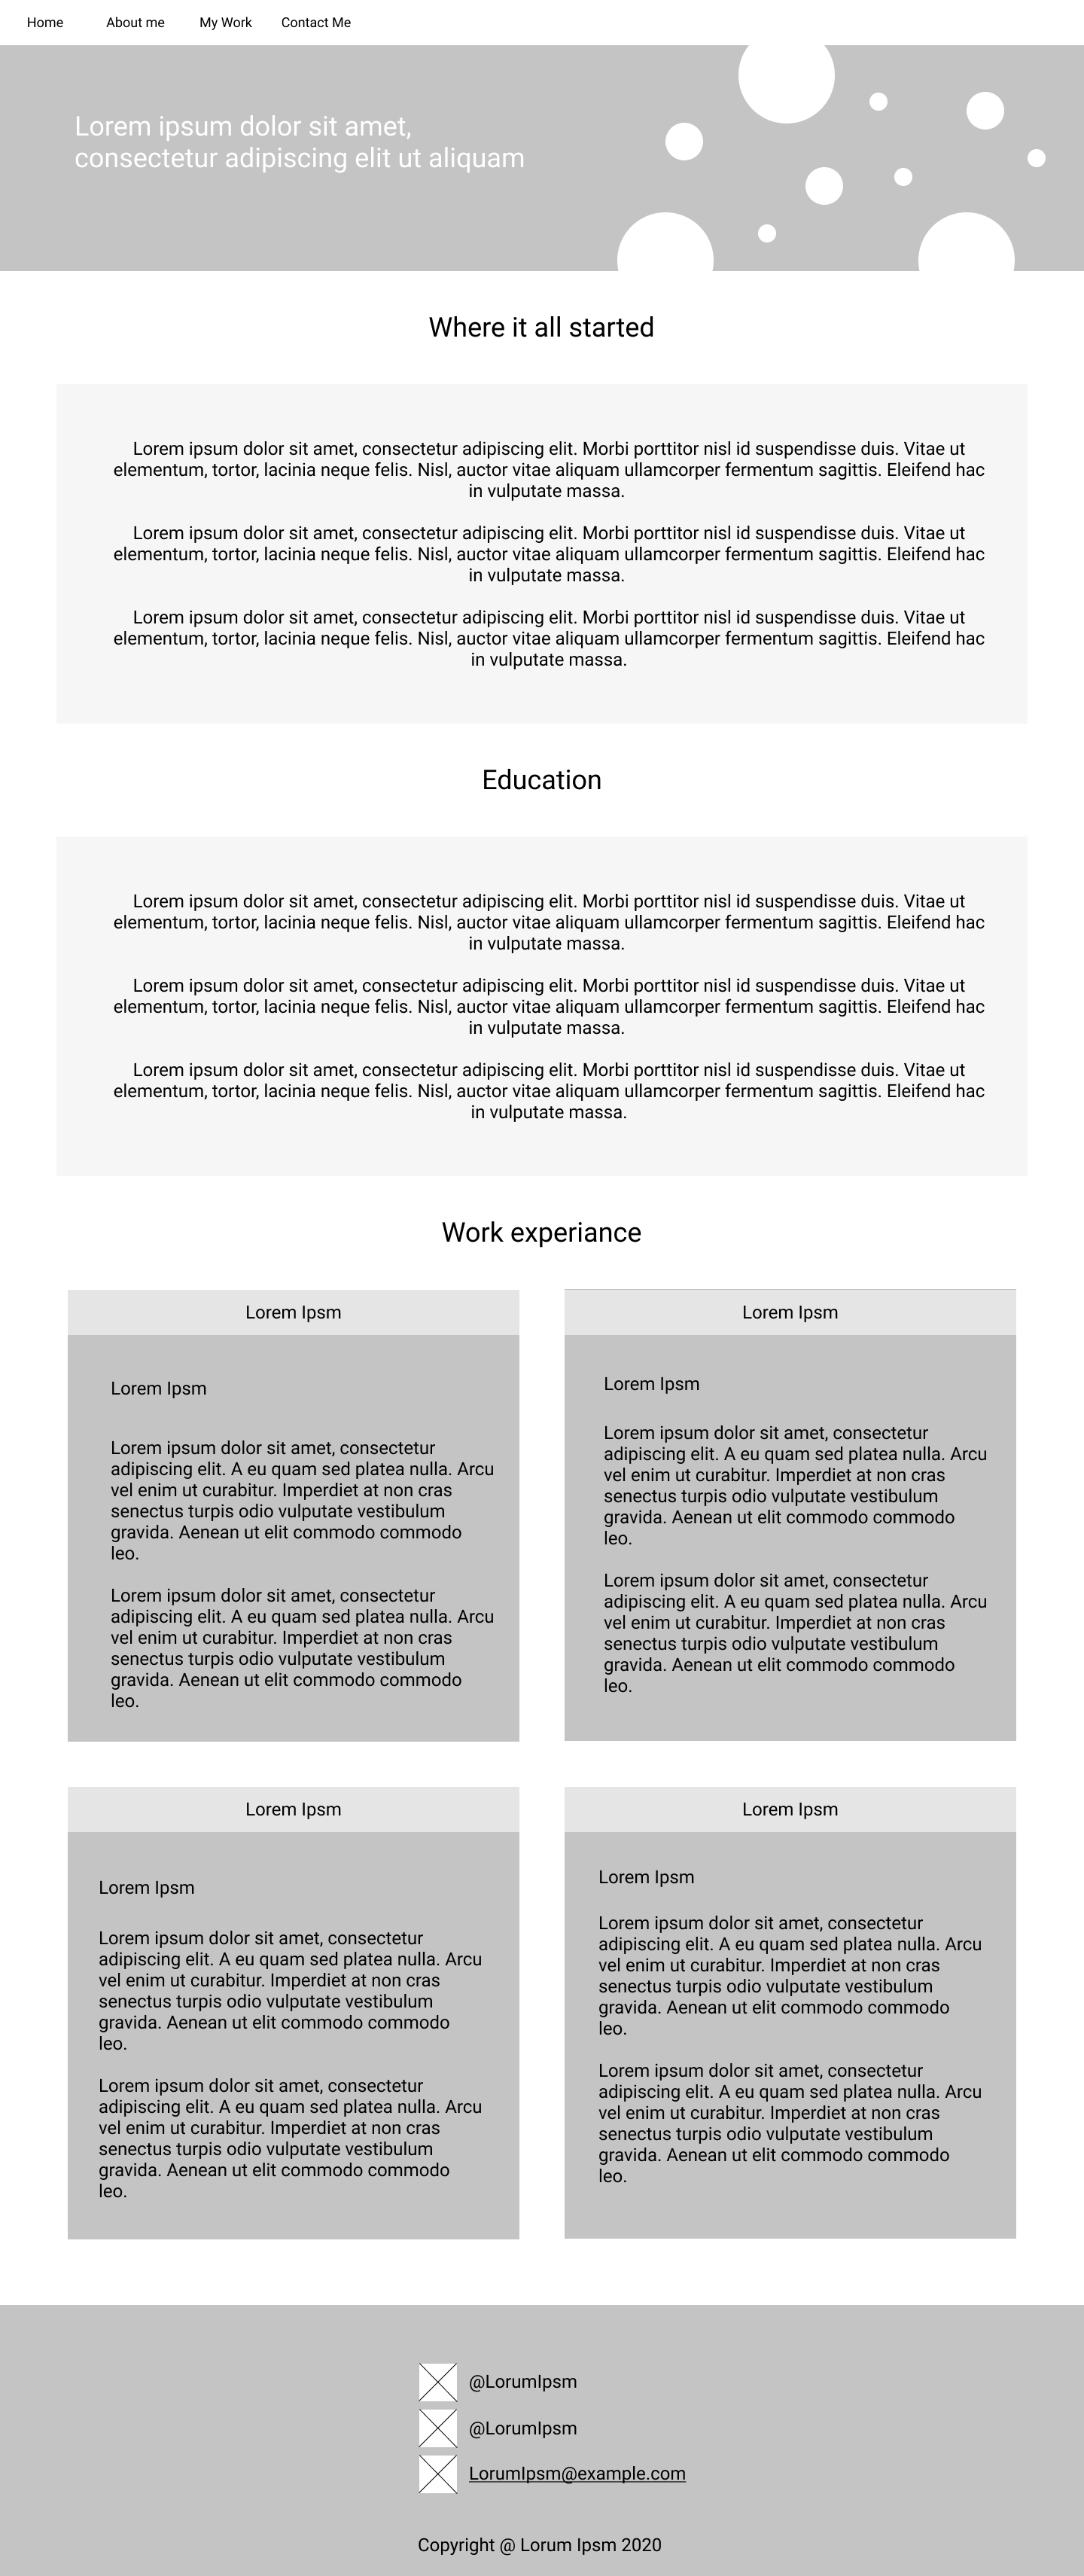 Home About me My Work Contact Me
Lorem ipsum dolor sit amet,
consectetur adipiscing elit ut aliquam
Where it all started
Lorem ipsum dolor sit amet, consectetur adipiscing elit. Morbi porttitor nisl id suspendisse duis. Vitae ut
elementum, tortor, lacinia neque felis. Nisl, auctor vitae aliquam ullamcorper fermentum sagittis. Eleifend hac
in vulputate massa.
Lorem ipsum dolor sit amet, consectetur adipiscing elit. Morbi porttitor nisl id suspendisse duis. Vitae ut
elementum, tortor, lacinia neque felis. Nisl, auctor vitae aliquam ullamcorper fermentum sagittis. Eleifend hac
in vulputate massa.
Lorem ipsum dolor sit amet, consectetur adipiscing elit. Morbi porttitor nisl id suspendisse duis. Vitae ut
elementum, tortor, lacinia neque felis. Nisl, auctor vitae aliquam ullamcorper fermentum sagittis. Eleifend hac
in vulputate massa.
Education
Lorem ipsum dolor sit amet, consectetur adipiscing elit. Morbi porttitor nisl id suspendisse duis. Vitae ut
elementum, tortor, lacinia neque felis. Nisl, auctor vitae aliquam ullamcorper fermentum sagittis. Eleifend hac
in vulputate massa.
Lorem ipsum dolor sit amet, consectetur adipiscing elit. Morbi porttitor nisl id suspendisse duis. Vitae ut
elementum, tortor, lacinia neque felis. Nisl, auctor vitae aliquam ullamcorper fermentum sagittis. Eleifend hac
in vulputate massa.
Lorem ipsum dolor sit amet, consectetur adipiscing elit. Morbi porttitor nisl id suspendisse duis. Vitae ut
elementum, tortor, lacinia neque felis. Nisl, auctor vitae aliquam ullamcorper fermentum sagittis. Eleifend hac
in vulputate massa.
Work experiance
Lorem Ipsm
Lorem Ipsm
Lorem ipsum dolor sit amet, consectetur
adipiscing elit. A eu quam sed platea nulla. Arcu
vel enim ut curabitur. Imperdiet at non cras
senectus turpis odio vulputate vestibulum
gravida. Aenean ut elit commodo commodo
leo.
Lorem ipsum dolor sit amet, consectetur
adipiscing elit. A eu quam sed platea nulla. Arcu
vel enim ut curabitur. Imperdiet at non cras
senectus turpis odio vulputate vestibulum
gravida. Aenean ut elit commodo commodo
leo.
Lorem Ipsm
Lorem Ipsm
Lorem ipsum dolor sit amet, consectetur
adipiscing elit. A eu quam sed platea nulla. Arcu
vel enim ut curabitur. Imperdiet at non cras
senectus turpis odio vulputate vestibulum
gravida. Aenean ut elit commodo commodo
leo.
Lorem ipsum dolor sit amet, consectetur
adipiscing elit. A eu quam sed platea nulla. Arcu
vel enim ut curabitur. Imperdiet at non cras
senectus turpis odio vulputate vestibulum
gravida. Aenean ut elit commodo commodo
leo.
Lorem Ipsm
Lorem Ipsm
Lorem ipsum dolor sit amet, consectetur
adipiscing elit. A eu quam sed platea nulla. Arcu
vel enim ut curabitur. Imperdiet at non cras
senectus turpis odio vulputate vestibulum
gravida. Aenean ut elit commodo commodo
leo.
Lorem ipsum dolor sit amet, consectetur
adipiscing elit. A eu quam sed platea nulla. Arcu
vel enim ut curabitur. Imperdiet at non cras
senectus turpis odio vulputate vestibulum
gravida. Aenean ut elit commodo commodo
leo.
Lorem Ipsm
Lorem Ipsm
Lorem ipsum dolor sit amet, consectetur
adipiscing elit. A eu quam sed platea nulla. Arcu
vel enim ut curabitur. Imperdiet at non cras
senectus turpis odio vulputate vestibulum
gravida. Aenean ut elit commodo commodo
leo.
Lorem ipsum dolor sit amet, consectetur
adipiscing elit. A eu quam sed platea nulla. Arcu
vel enim ut curabitur. Imperdiet at non cras
senectus turpis odio vulputate vestibulum
gravida. Aenean ut elit commodo commodo
leo.
@LorumIpsm
@LorumIpsm
LorumIpsm@example.com
Copyright @ Lorum Ipsm 2020